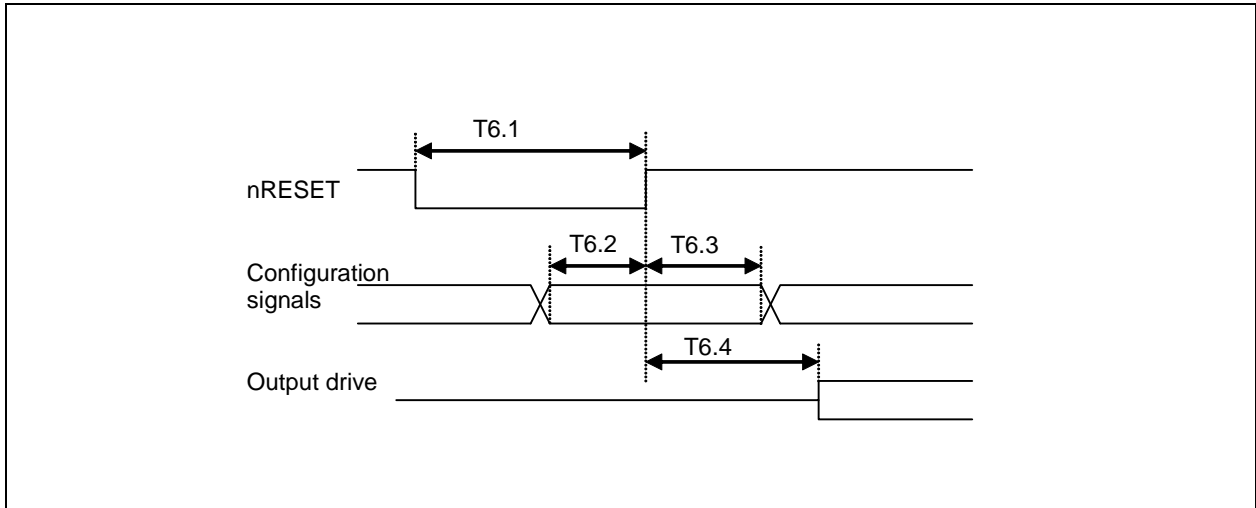 T6.1
nRESET
T6.2
T6.3
Configuration
signals
T6.4
Output drive